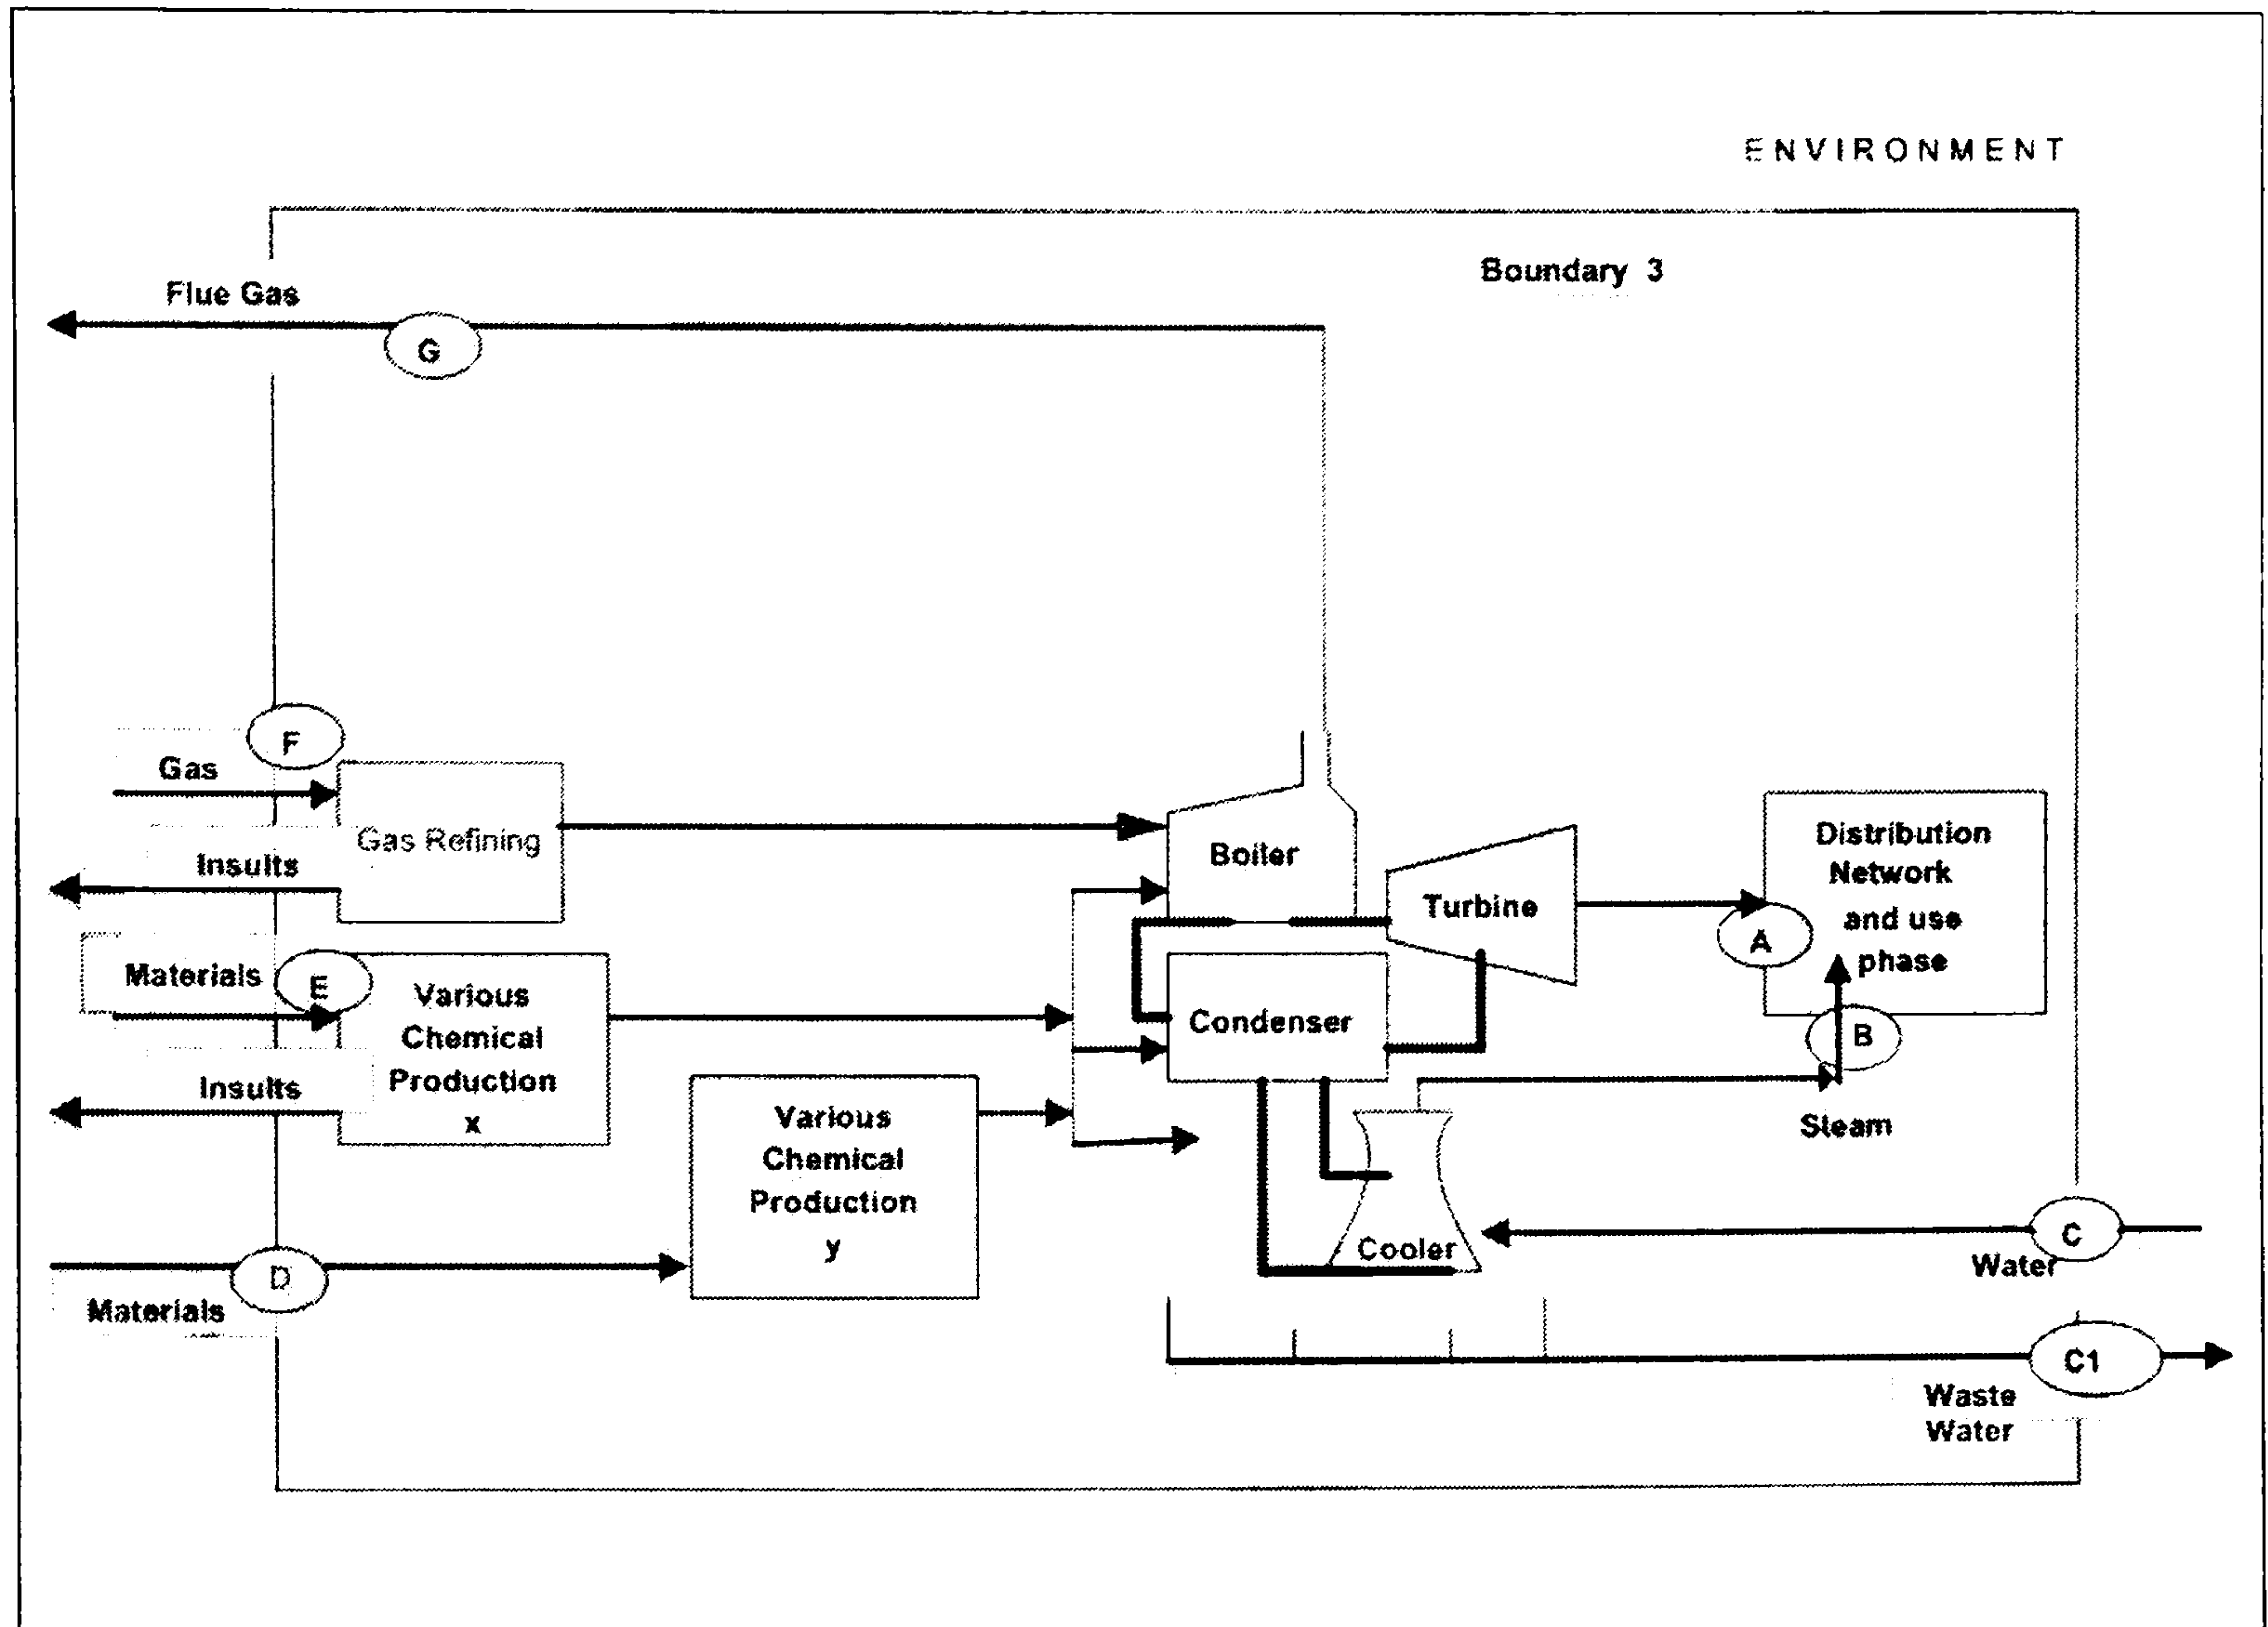 ENVIRONMENT
Boundary 3
Flue Gas
G
F
Gas
Gas Refining
Insults
Boiler
Turbine
Distribution
Network
and use
phase
A
Materials
E
Various
Chemical
Production
x
Condenser
B
Insults
Various
Chemical
Production
y
Steam
Cooler
C
Water
D
Materials
C1
Waste
Water